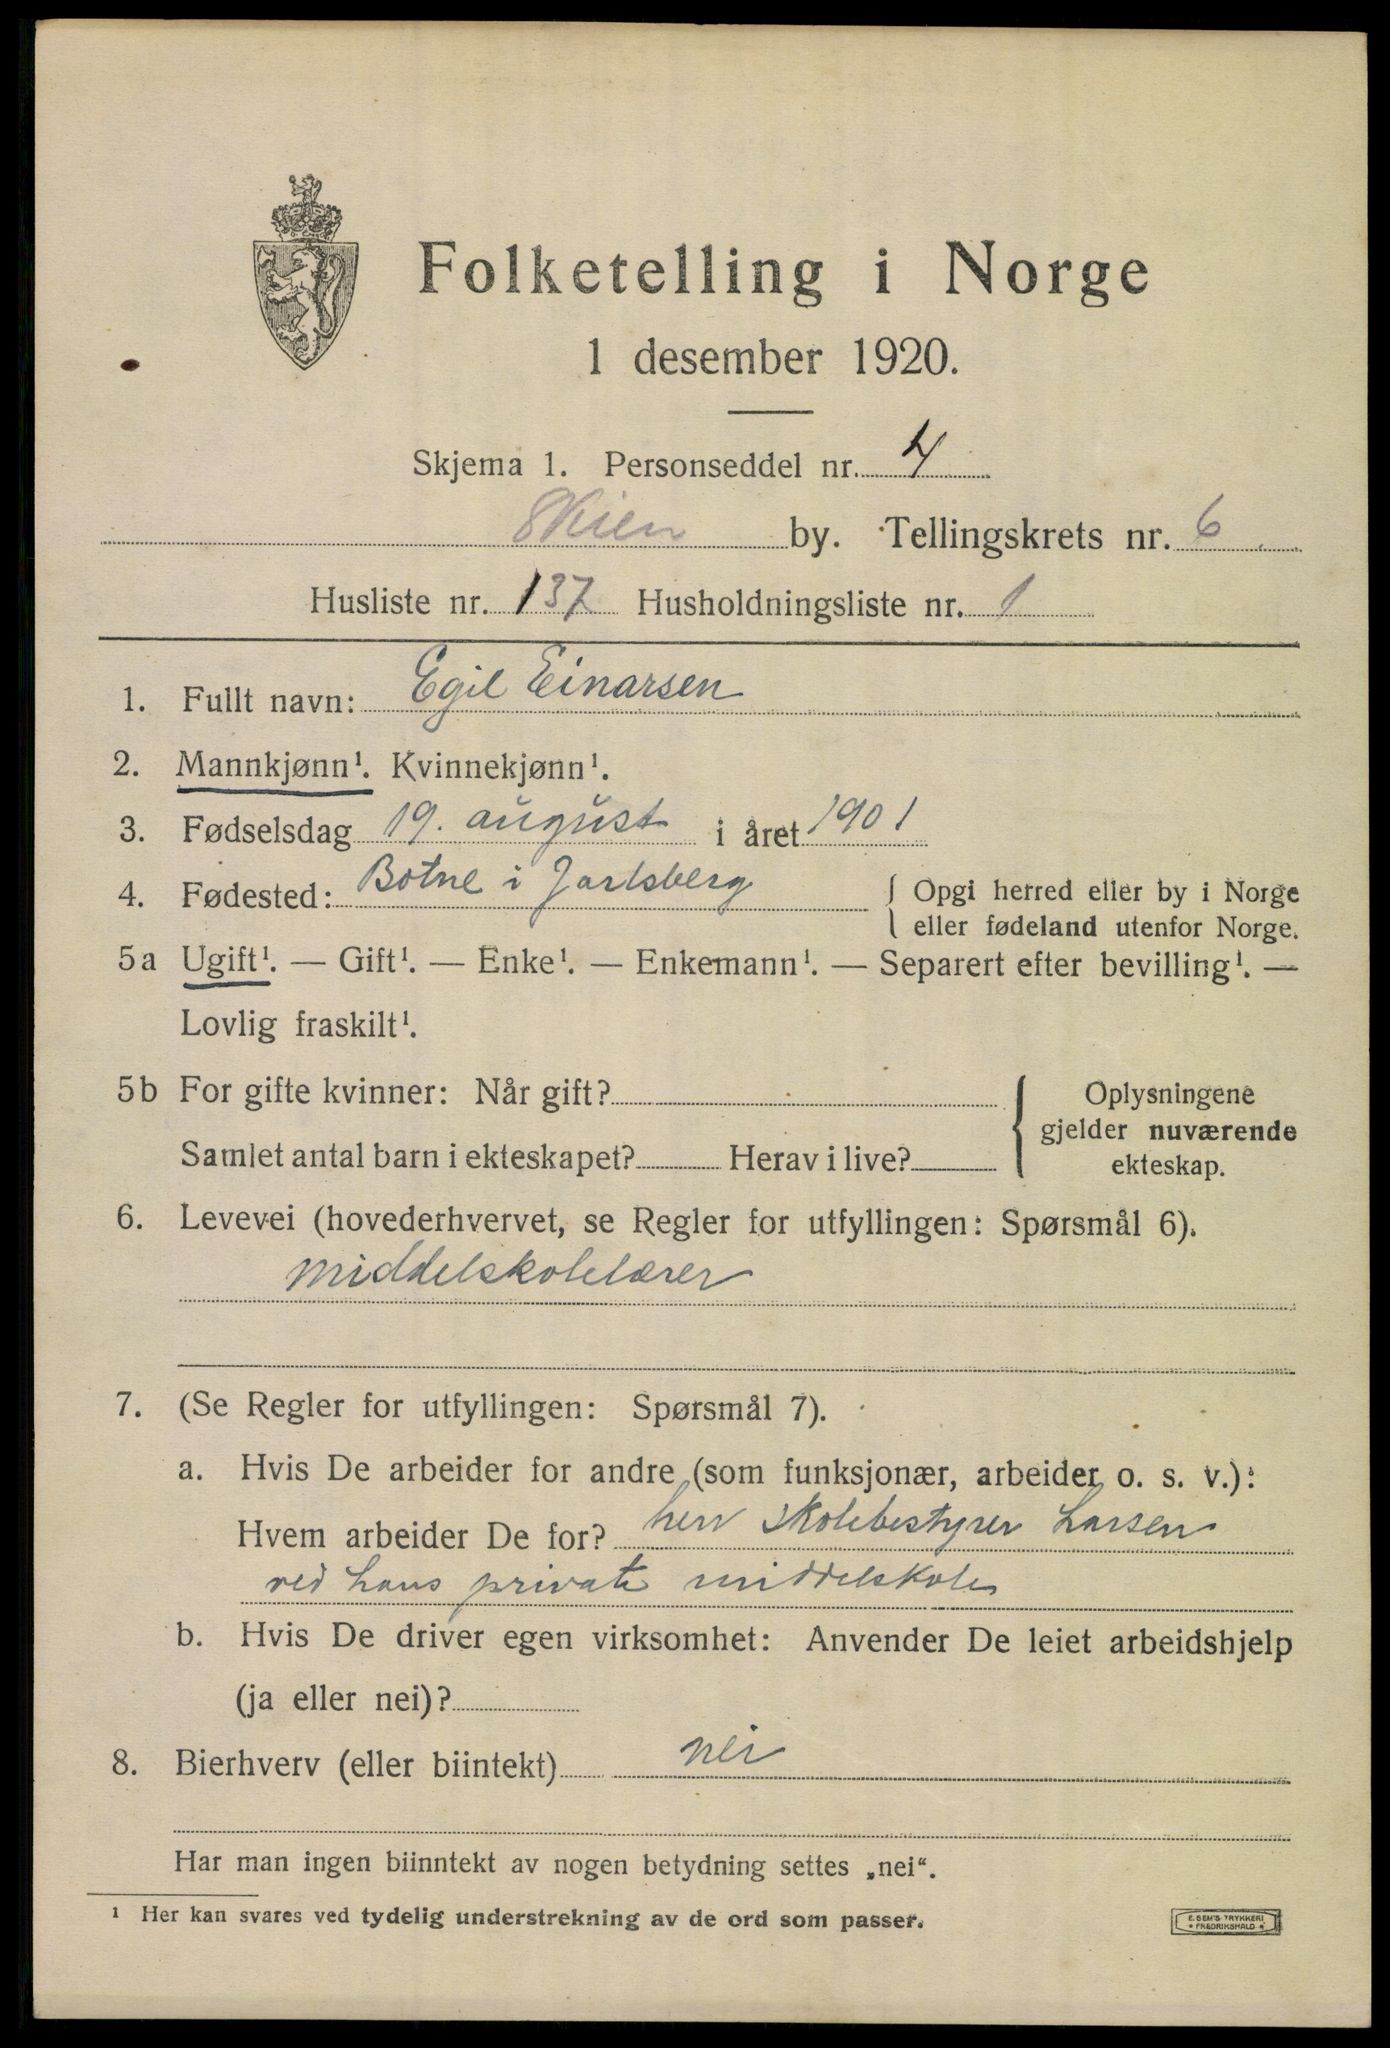 Folketelling i Norge
1 desember 1920.
Skjema 1. Personseddel nr. 4
Skien by. Tellingskrets nr. 6
Husliste nr. 137 Husholdningsliste nr. 1
1. Fullt navn: Egil Einarsen
2. Mannkjønn¹. Kvinnekjønn¹.
3. Fødselsdag 19. august i året 1901
4. Fødested: Botne i Jarlsberg { Opgi herred eller by i Norge
eller fødeland utenfor Norge.
5a Ugift¹. — Gift¹. — Enke¹. — Enkemann¹. — Separert efter bevilling¹. —
Lovlig fraskilt¹.
5b For gifte kvinner: Når gift? Oplysningene
gjelder nuværende
Samlet antal barn i ekteskapet? Herav i live? ekteskap.
6. Levevei (hovederhvervet, se Regler for utfyllingen: Spørsmål 6).
middelskolelærer
7. (Se Regler for utfyllingen: Spørsmål 7).
a. Hvis De arbeider for andre (som funksjonær, arbeider o. s. v.):
Hvem arbeider De for? herr skolebestyrer Larsen
ved hans private middelskole
b. Hvis De driver egen virksomhet: Anvender De leiet arbeidshjelp
(ja eller nei)?
8. Bierhverv (eller biintekt) nei
Har man ingen biinntekt av nogen betydning settes „nei“.
¹ Her kan svares ved tydelig understrekning av de ord som passer.
E. SEM'S TRYKKERI
* FREDRIKSHALD *